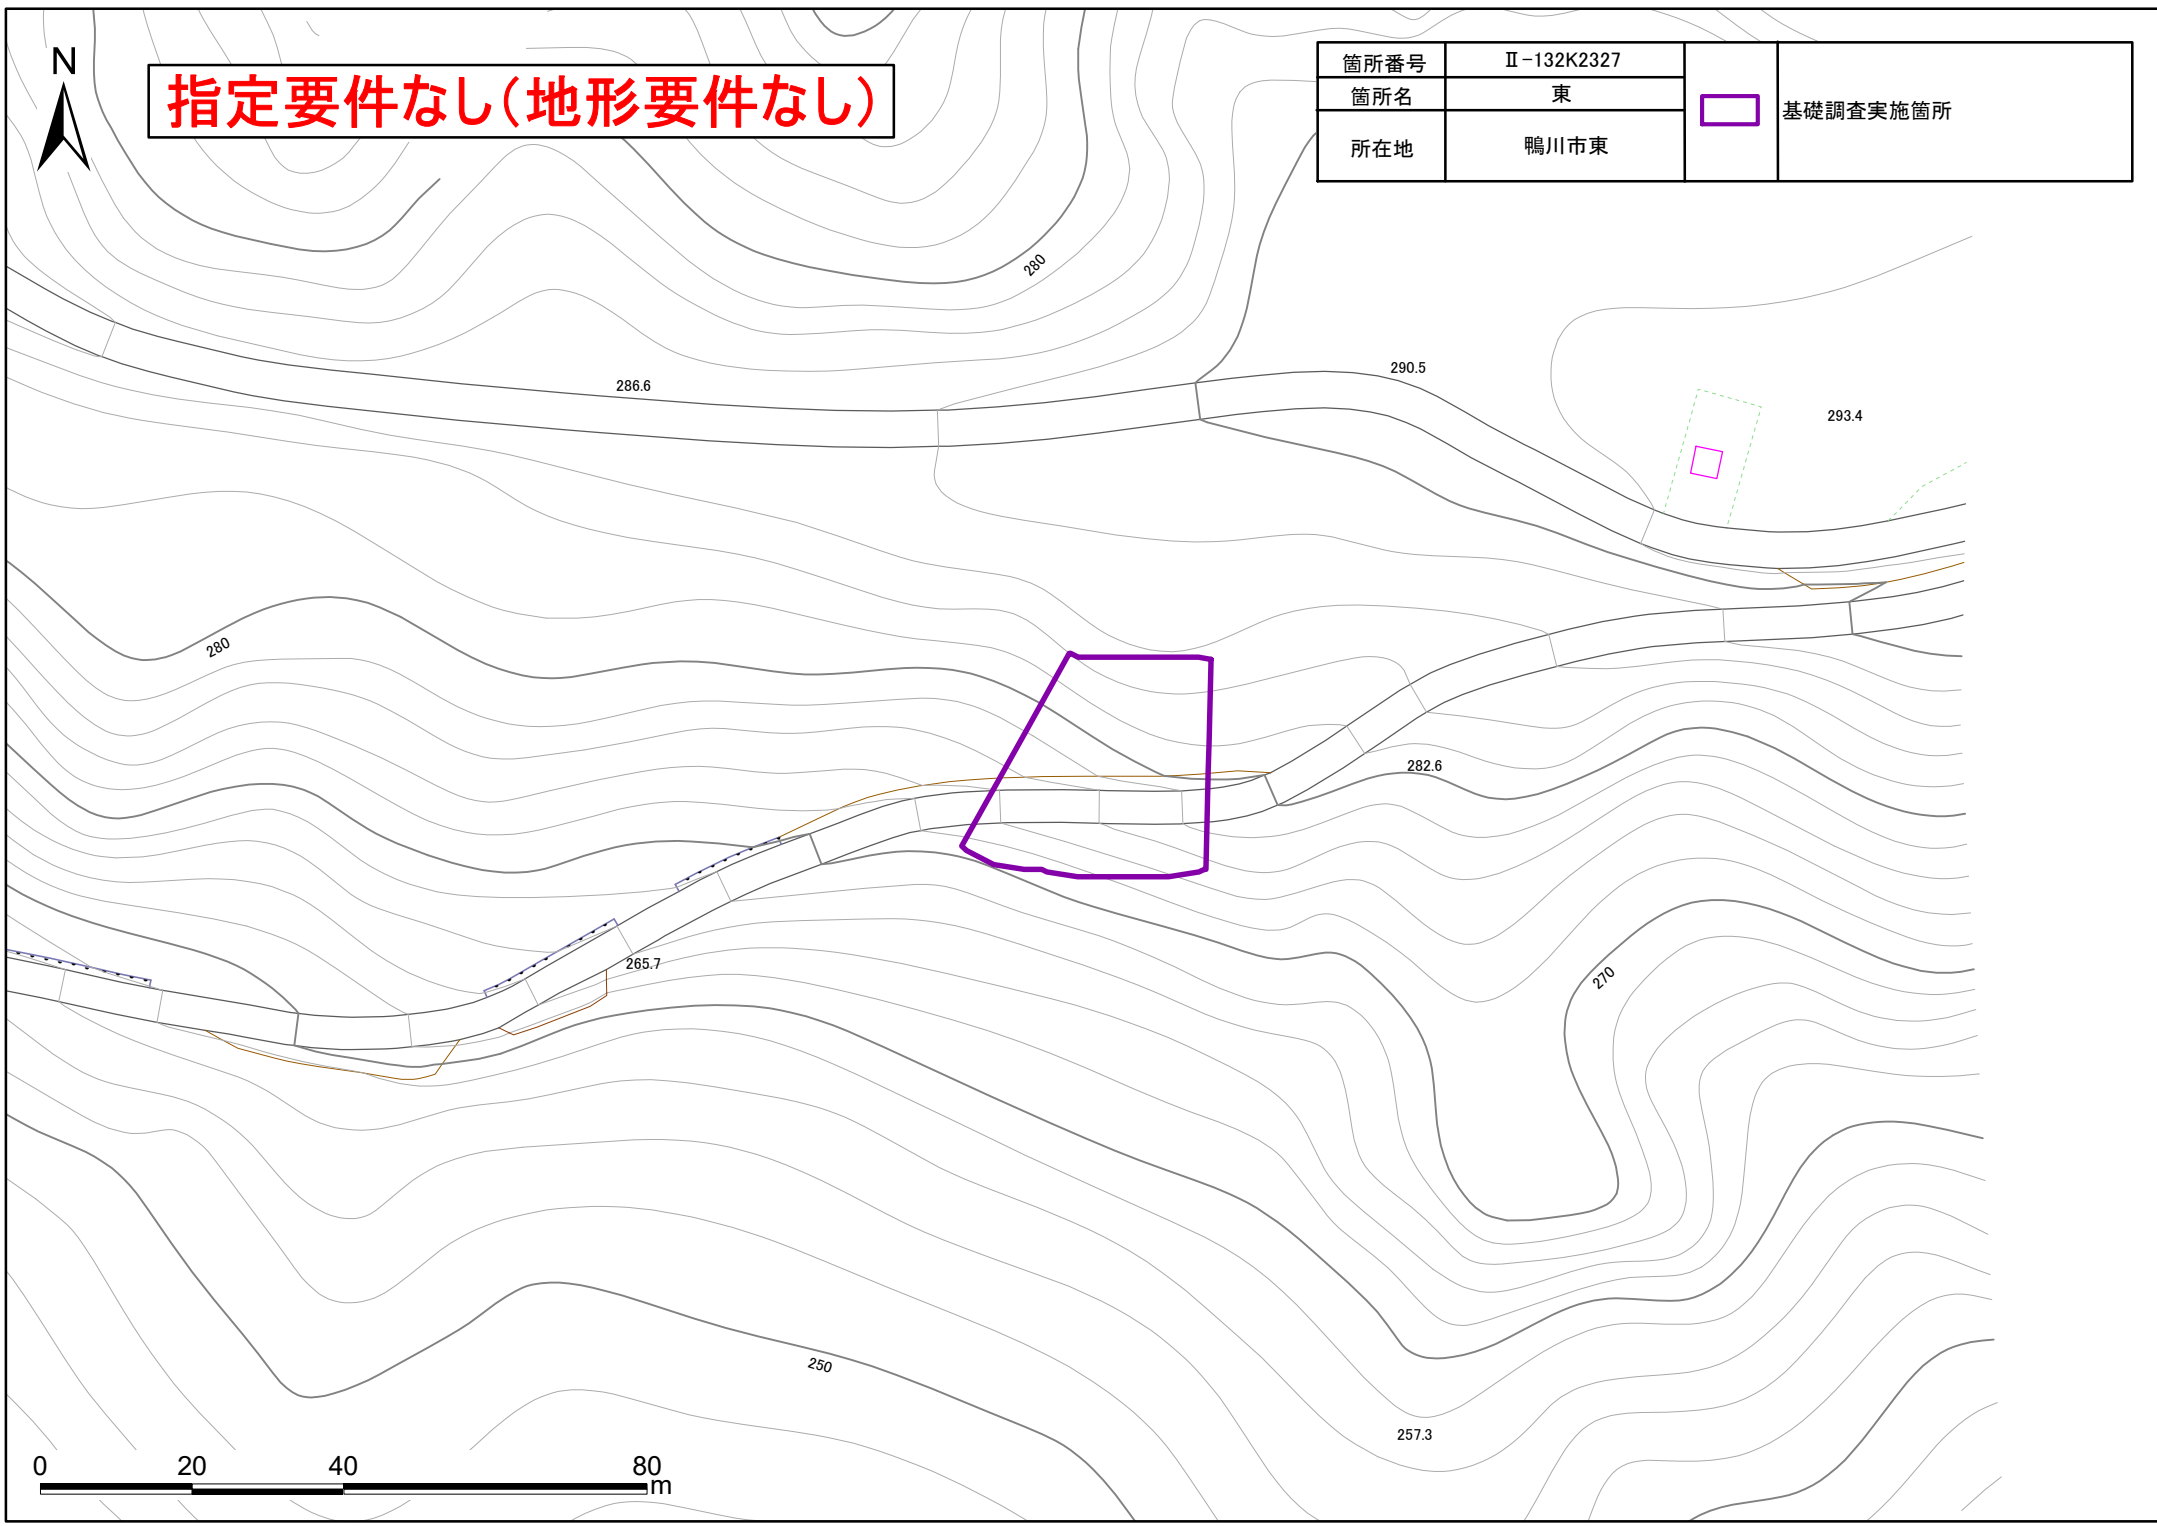 N
指定要件なし(地形要件なし)
箇所番号 Ⅱ-132K2327
箇所名 東
所在地 鴨川市東
基礎調査実施箇所
280
286.6
290.5
293.4
280
282.6
265.7
270
250
257.3
0 20 40 80
m